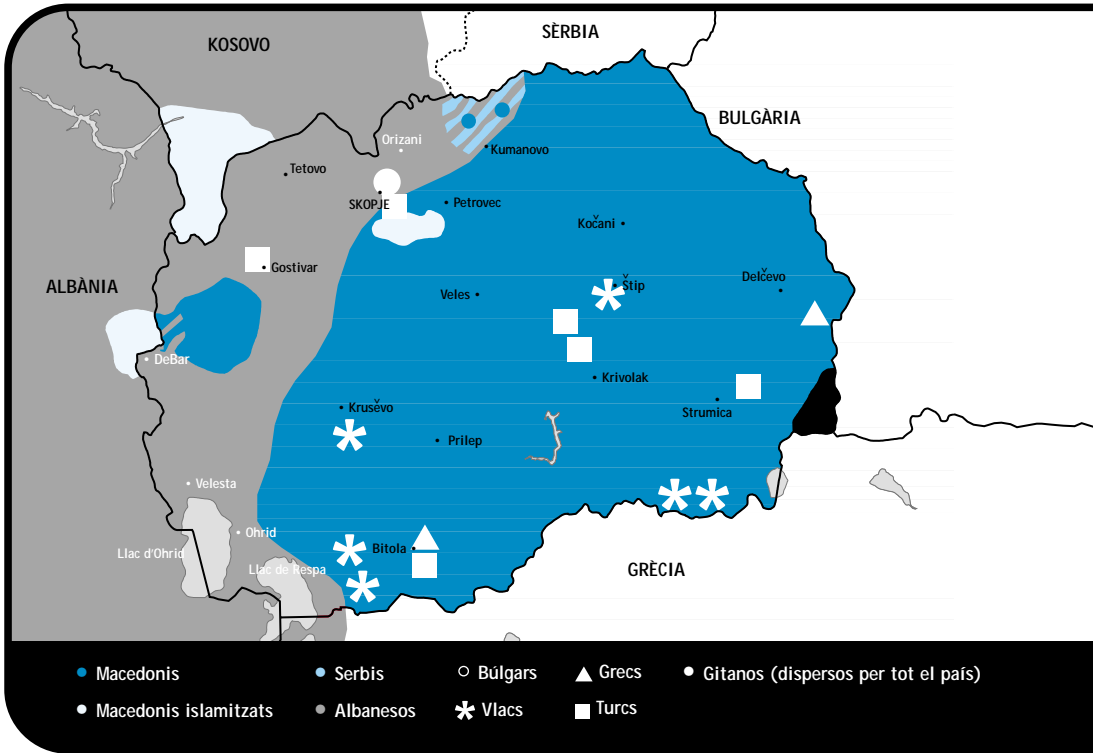 KOSOVO
SÈRBIA
BULGÀRIA
Orizani
Kumanovo
Tetovo
SKOPJE
Petrovec
Kočani
Gostivar
ALBÀNIA
Veles
Štip
Delčevo
DeBar
Krivolak
Strumica
Krusěvo
Prilep
Velesta
Ohrid
Llac d'Ohrid
Bitola
Llac de Respa
GRÈCIA
Macedonis
Serbis
Búlgars
Grecs
Gitanos (dispersos per tot el país)
Macedonis islamitzats
Albanesos
Vlacs
Turcs